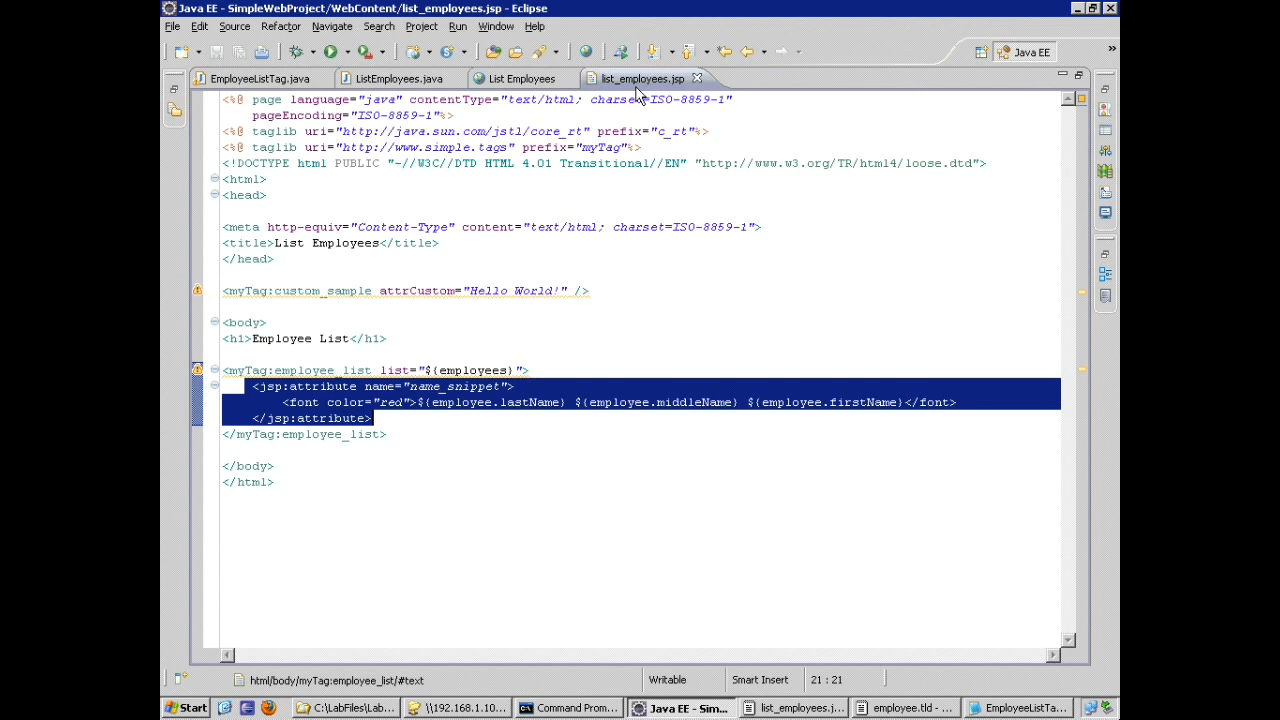 Java EE - SimpleWebProject/WebContent/list_employees.jsp - Eclipse
File Edit Source Refactor Navigate Search Project Run Window Help
Java EE
EmployeeListTag.java ListEmployees.java List Employees list_employees.jsp
<%@ page language="java" contentType="text/html; charset=ISO-8859-1"
pageEncoding="ISO-8859-1"%>
<%@ taglib uri="http://java.sun.com/jstl/core_rt" prefix="c_rt"%>
<%@ taglib uri="http://www.simple.tags" prefix="myTag"%>
<!DOCTYPE html PUBLIC "-//W3C//DTD HTML 4.01 Transitional//EN" "http://www.w3.org/TR/html4/loose.dtd">
<html>
<head>
<meta http-equiv="Content-Type" content="text/html; charset=ISO-8859-1">
<title>List Employees</title>
</head>
<myTag:custom_sample attrCustom="Hello World!" />
<body>
<h1>Employee List</h1>
<myTag:employee_list list="${employees}">
<jsp:attribute name="name_snippet">
<font color="red">${employee.lastName} ${employee.middleName} ${employee.firstName}</font>
</jsp:attribute>
</myTag:employee_list>
</body>
</html>
html/body/myTag:employee_list/#text Writable Smart Insert 21 : 21
Start C:\LabFiles\Lab... \\192.168.1.10... Command Prom... Java EE - Sim... list_employees.j... employee.tld - ... EmployeeListTa...